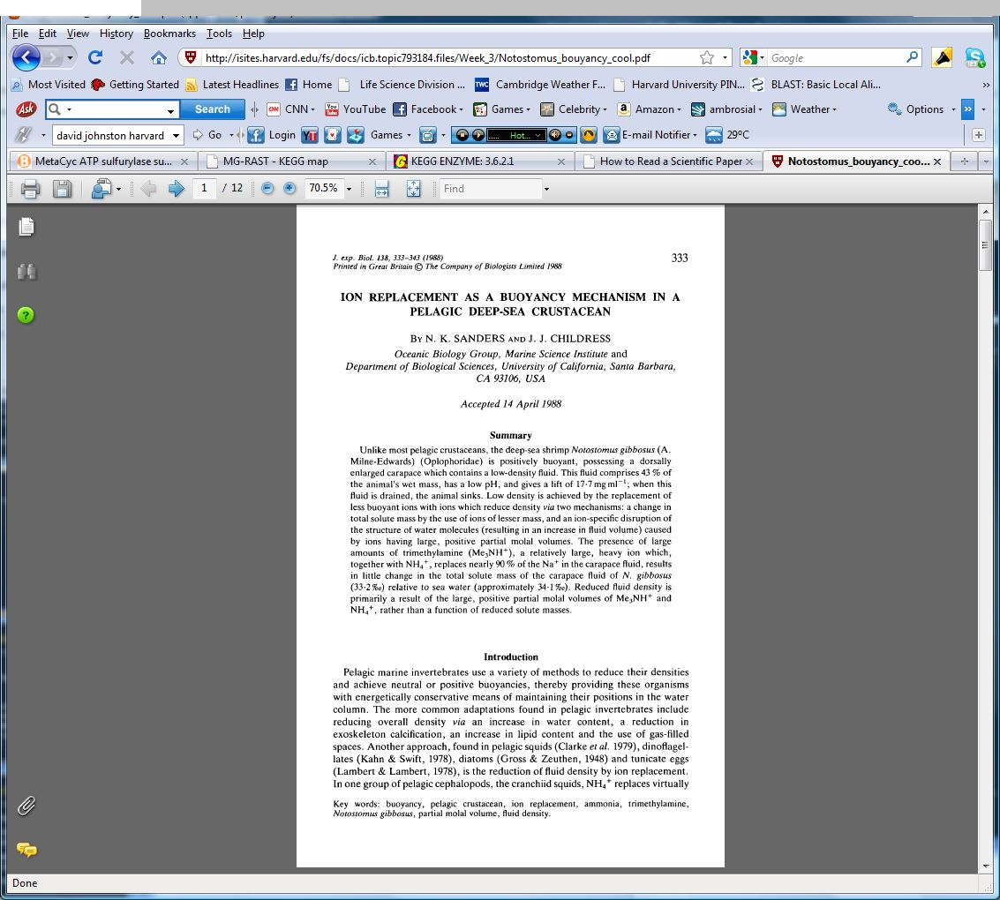 File Edit View History Bookmarks Tools Help
http://isites.harvard.edu/fs/docs/icb.topic793184.files/Week_3/Notostomus_bouyancy_cool.pdf Google
Most Visited Getting Started Latest Headlines Home Life Science Division ... Cambridge Weather F... Harvard University PIN... BLAST: Basic Local Ali... »
Ask Search CNN YouTube Facebook Games Celebrity Amazon ambrosial Weather Options »
david johnston harvard Go Login Games Hot... E-mail Notifier 29°C
MetaCyc ATP sulfurylase su... MG-RAST - KEGG map KEGG ENZYME: 3.6.2.1 How to Read a Scientific Paper Notostomus_bouyancy_coo...
1 / 12 70.5% Find
J. exp. Biol. 138, 333–343 (1988) 333
Printed in Great Britain © The Company of Biologists Limited 1988
ION REPLACEMENT AS A BUOYANCY MECHANISM IN A
PELAGIC DEEP-SEA CRUSTACEAN
BY N. K. SANDERS AND J. J. CHILDRESS
Oceanic Biology Group, Marine Science Institute and
Department of Biological Sciences, University of California, Santa Barbara,
CA 93106, USA
Accepted 14 April 1988
Summary
Unlike most pelagic crustaceans, the deep-sea shrimp Notostomus gibbosus (A.
Milne-Edwards) (Oplophoridae) is positively buoyant, possessing a dorsally
enlarged carapace which contains a low-density fluid. This fluid comprises 43 % of
the animal's wet mass, has a low pH, and gives a lift of 17·7 mg ml⁻¹; when this
fluid is drained, the animal sinks. Low density is achieved by the replacement of
less buoyant ions with ions which reduce density via two mechanisms: a change in
total solute mass by the use of ions of lesser mass, and an ion-specific disruption of
the structure of water molecules (resulting in an increase in fluid volume) caused
by ions having large, positive partial molal volumes. The presence of large
amounts of trimethylamine (Me₃NH⁺), a relatively large, heavy ion which,
together with NH₄⁺, replaces nearly 90 % of the Na⁺ in the carapace fluid, results
in little change in the total solute mass of the carapace fluid of N. gibbosus
(33·2 ‰) relative to sea water (approximately 34·1 ‰). Reduced fluid density is
primarily a result of the large, positive partial molal volumes of Me₃NH⁺ and
NH₄⁺, rather than a function of reduced solute masses.
Introduction
Pelagic marine invertebrates use a variety of methods to reduce their densities
and achieve neutral or positive buoyancies, thereby providing these organisms
with energetically conservative means of maintaining their positions in the water
column. The more common adaptations found in pelagic invertebrates include
reducing overall density via an increase in water content, a reduction in
exoskeleton calcification, an increase in lipid content and the use of gas-filled
spaces. Another approach, found in pelagic squids (Clarke et al. 1979), dinoflagel-
lates (Kahn & Swift, 1978), diatoms (Gross & Zeuthen, 1948) and tunicate eggs
(Lambert & Lambert, 1978), is the reduction of fluid density by ion replacement.
In one group of pelagic cephalopods, the cranchiid squids, NH₄⁺ replaces virtually
Key words: buoyancy, pelagic crustacean, ion replacement, ammonia, trimethylamine,
Notostomus gibbosus, partial molal volume, fluid density.
Done